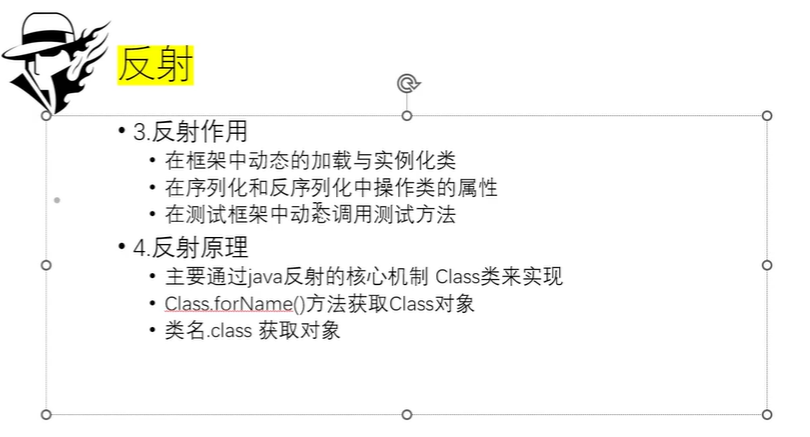 反射
• 3.反射作用
• 在框架中动态的加载与实例化类
• 在序列化和反序列化中操作类的属性
• 在测试框架中动态调用测试方法
• 4.反射原理
• 主要通过java反射的核心机制 Class类来实现
• Class.forName()方法获取Class对象
• 类名.class 获取对象